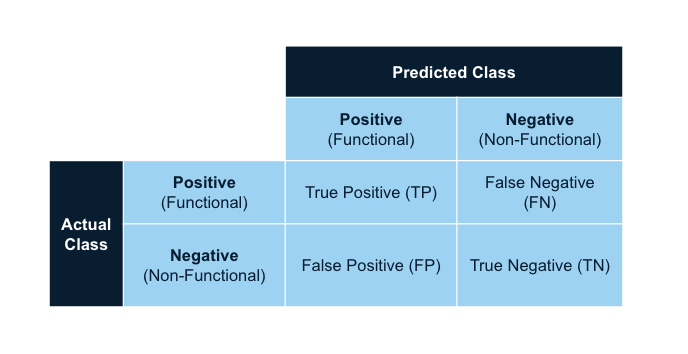 Predicted Class
Positive
(Functional)
Negative
(Non-Functional)
Actual
Class
Positive
(Functional)
True Positive (TP)
False Negative
(FN)
Negative
(Non-Functional)
False Positive (FP)
True Negative (TN)